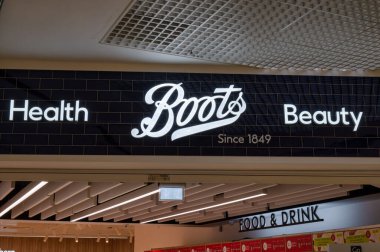 Health Boots Beauty
Since 1849
FOOD & DRINK